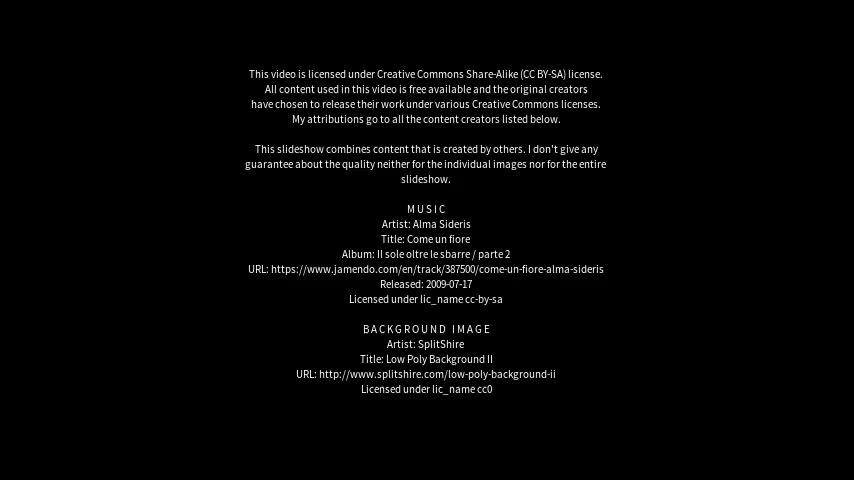 This video is licensed under Creative Commons Share-Alike (CC BY-SA) license.
All content used in this video is free available and the original creators
have chosen to release their work under various Creative Commons licenses.
My attributions go to all the content creators listed below.
This slideshow combines content that is created by others. I don't give any
guarantee about the quality neither for the individual images nor for the entire
slideshow.
MUSIC
Artist: Alma Sideris
Title: Come un fiore
Album: Il sole oltre le sbarre / parte 2
URL: https://www.jamendo.com/en/track/387500/come-un-fiore-alma-sideris
Released: 2009-07-17
Licensed under lic_name cc-by-sa
BACKGROUND IMAGE
Artist: SplitShire
Title: Low Poly Background II
URL: http://www.splitshire.com/low-poly-background-ii
Licensed under lic_name cc0